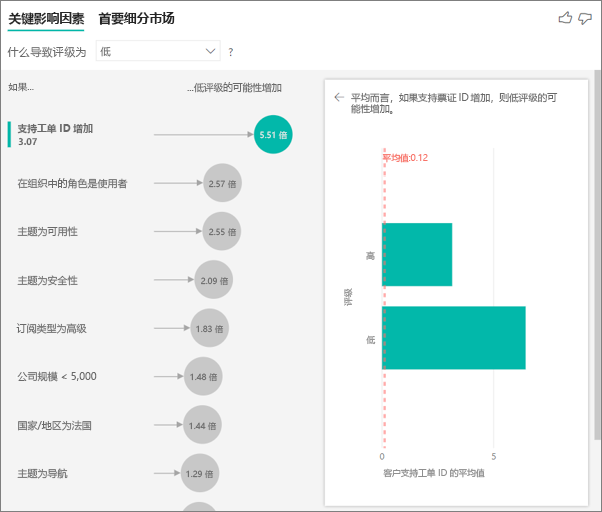 关键影响因素 首要细分市场
什么导致评级为 低 ?
如果... ...低评级的可能性增加
支持工单 ID 增加
3.07
5.51 倍
在组织中的角色是使用者 2.57 倍
主题为可用性 2.55 倍
主题为安全性 2.09 倍
订阅类型为高级 1.83 倍
公司规模 < 5,000 1.48 倍
国家/地区为法国 1.44 倍
主题为导航 1.29 倍
平均而言，如果支持票证 ID 增加，则低评级的可
能性增加。
平均值:0.12
高
评级
低
0 5
客户支持工单 ID 的平均值